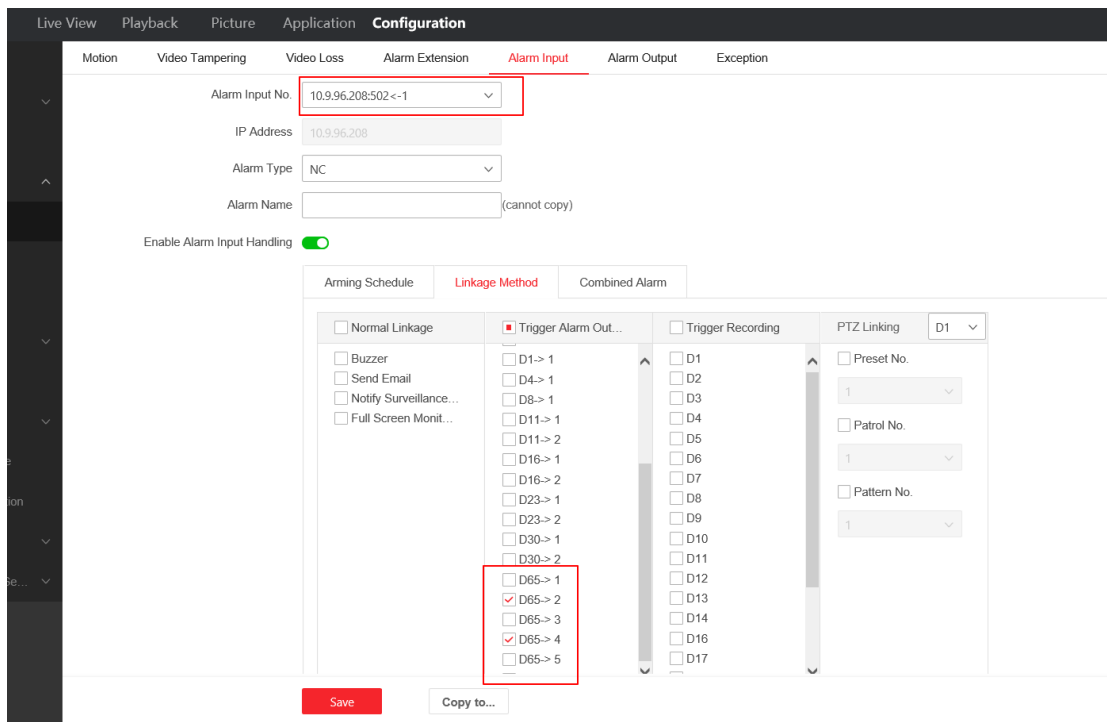 Live View Playback Picture Application Configuration
Motion Video Tampering Video Loss Alarm Extension Alarm Input Alarm Output Exception
Alarm Input No. 10.9.96.208:502<-1
IP Address 10.9.96.208
Alarm Type NC
Alarm Name (cannot copy)
Enable Alarm Input Handling
Arming Schedule Linkage Method Combined Alarm
Normal Linkage Trigger Alarm Out... Trigger Recording PTZ Linking D1
Buzzer D1-> 1 D1 Preset No.
Send Email D4-> 1 D2
Notify Surveillance... D8-> 1 D3 1
Full Screen Monit... D11-> 1 D4 Patrol No.
D11-> 2 D5
e D16-> 1 D6 1
D16-> 2 D7
tion D23-> 1 D8 Pattern No.
D23-> 2 D9 1
D30-> 1 D10
D30-> 2 D11
Se... D65-> 1 D12
D65-> 2 D13
D65-> 3 D14
D65-> 4 D16
D65-> 5 D17
Save Copy to...